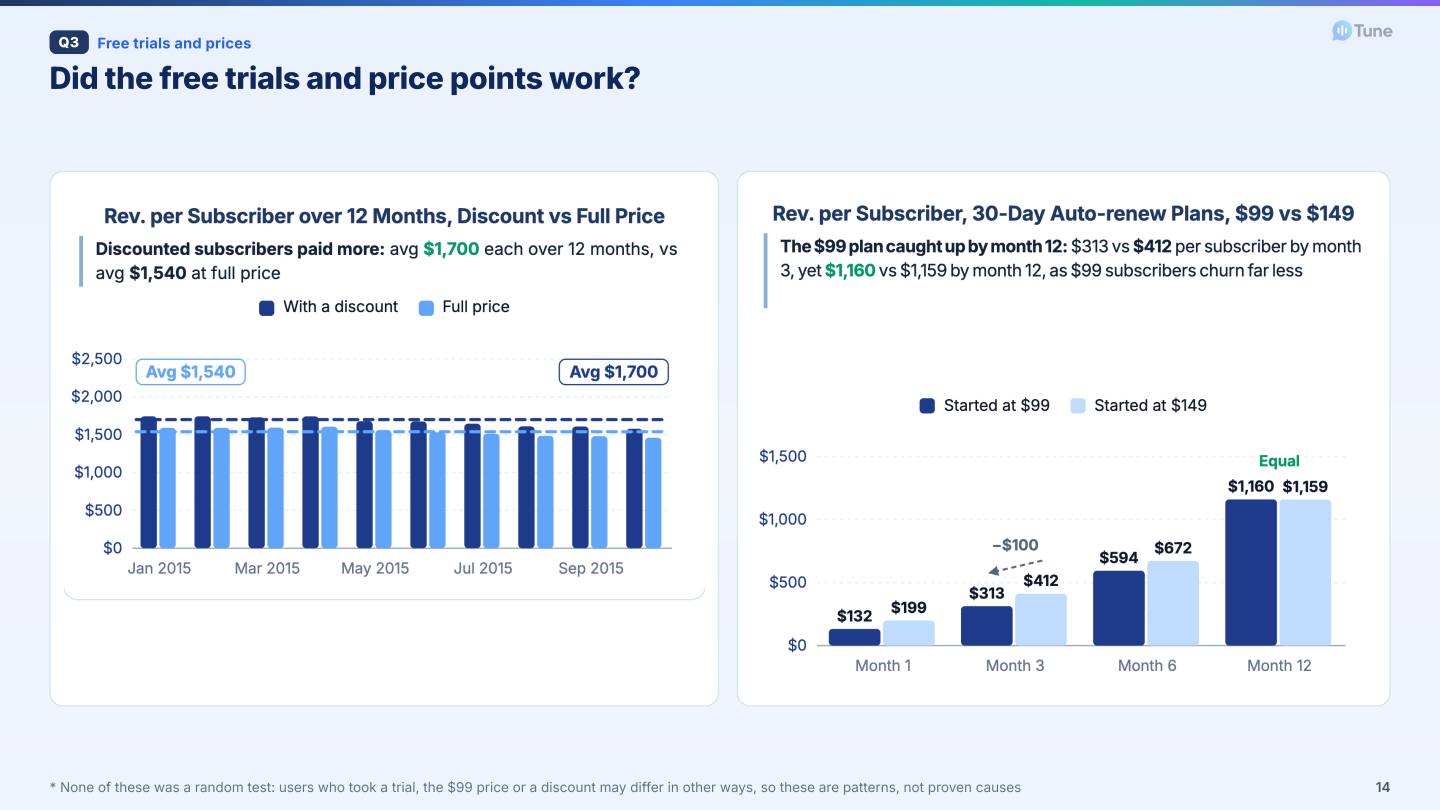 Q3 Free trials and prices
Tune
Did the free trials and price points work?
Rev. per Subscriber over 12 Months, Discount vs Full Price
Discounted subscribers paid more: avg $1,700 each over 12 months, vs
avg $1,540 at full price
With a discount Full price
$2,500
Avg $1,540 Avg $1,700
$2,000
$1,500
$1,000
$500
$0
Jan 2015 Mar 2015 May 2015 Jul 2015 Sep 2015
Rev. per Subscriber, 30-Day Auto-renew Plans, $99 vs $149
The $99 plan caught up by month 12: $313 vs $412 per subscriber by month
3, yet $1,160 vs $1,159 by month 12, as $99 subscribers churn far less
Started at $99 Started at $149
$1,500
Equal
$1,160 $1,159
$1,000
−$100
$594 $672
$500
$313 $412
$132 $199
$0
Month 1 Month 3 Month 6 Month 12
* None of these was a random test: users who took a trial, the $99 price or a discount may differ in other ways, so these are patterns, not proven causes
14